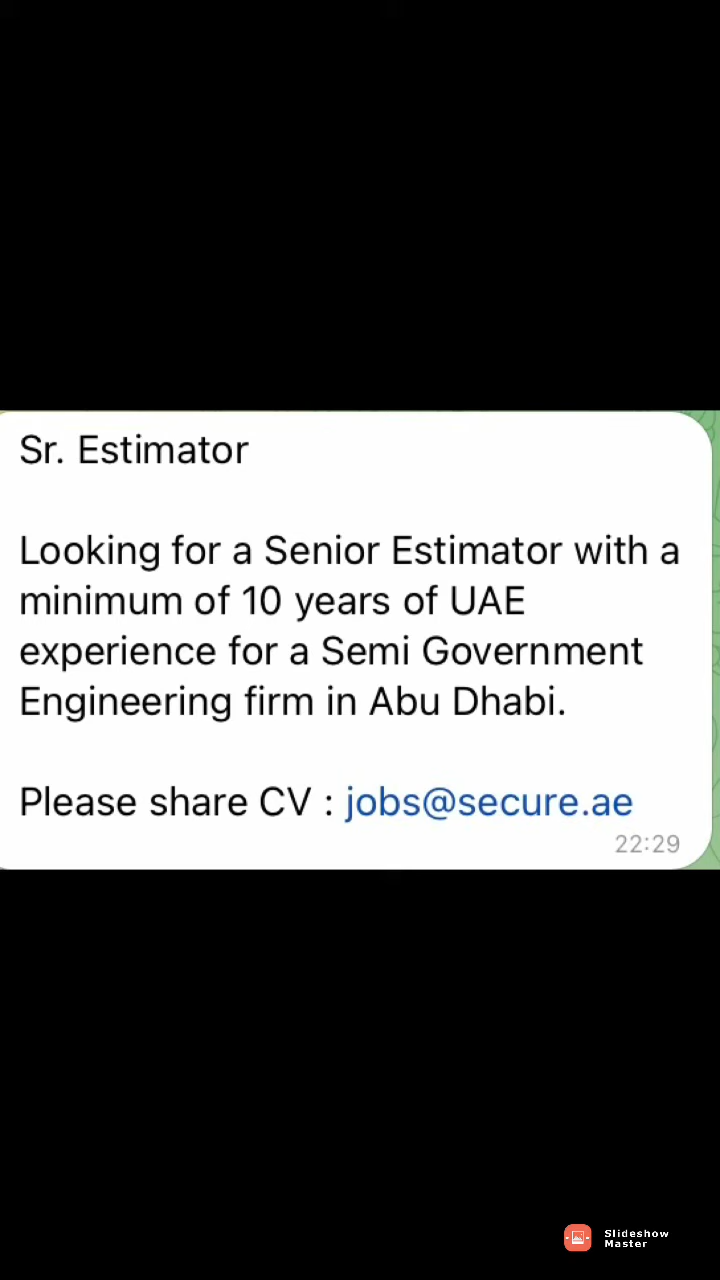 Sr. Estimator
Looking for a Senior Estimator with a
minimum of 10 years of UAE
experience for a Semi Government
Engineering firm in Abu Dhabi.
Please share CV : jobs@secure.ae
22:29
Slideshow
Master